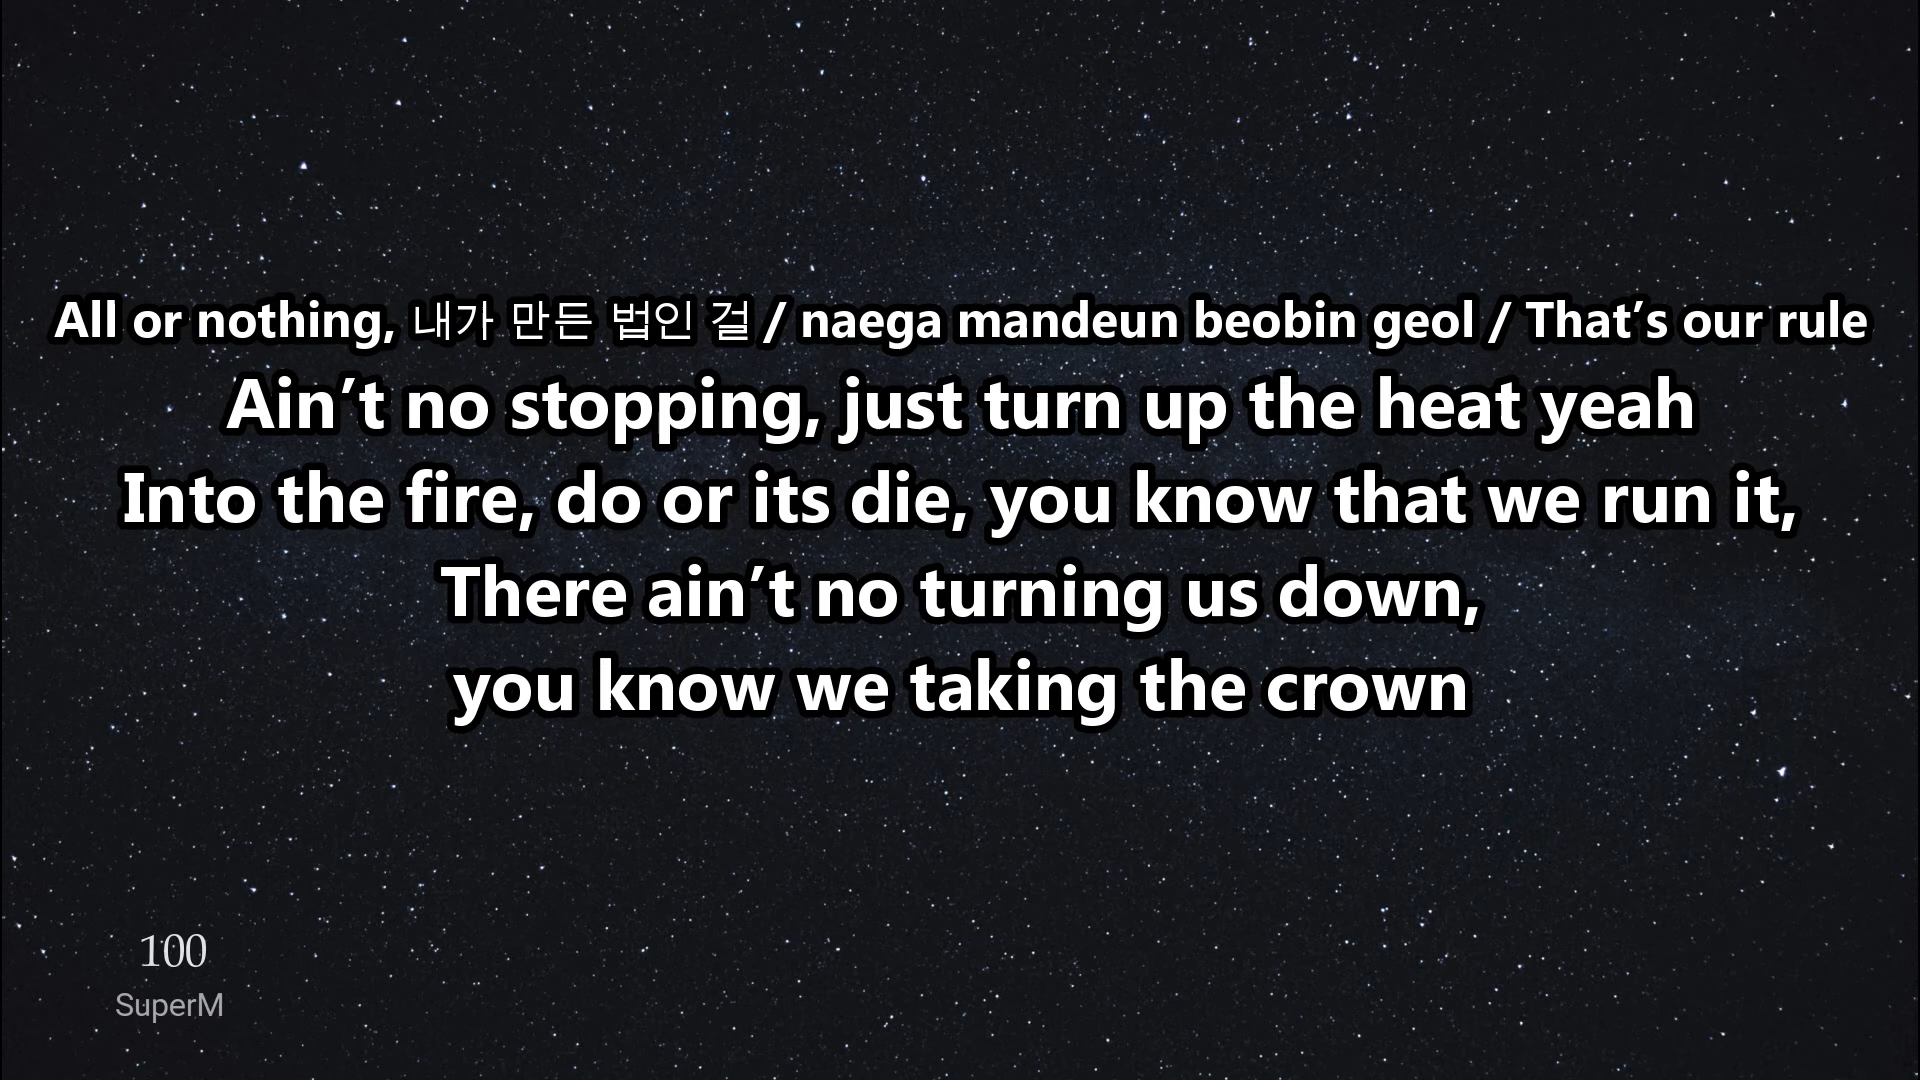 All or nothing, 내가 만든 법인 걸 / naega mandeun beobin geol / That’s our rule
Ain’t no stopping, just turn up the heat yeah
Into the fire, do or its die, you know that we run it,
There ain’t no turning us down,
you know we taking the crown
100
SuperM